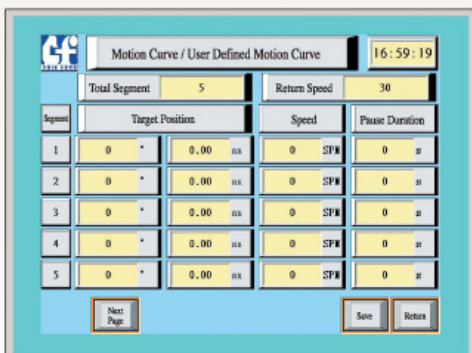 Motion Curve / User Defined Motion Curve 16:59:19
Total Segment 5 Return Speed 30
Segment Target Position Speed Pause Duration
1 0 ° 0.00 0 SPM 0 s
2 0 ° 0.00 0 SPM 0 s
3 0 ° 0.00 0 SPM 0 s
4 0 ° 0.00 0 SPM 0 s
5 0 ° 0.00 0 SPM 0 s
Next Page Save Return